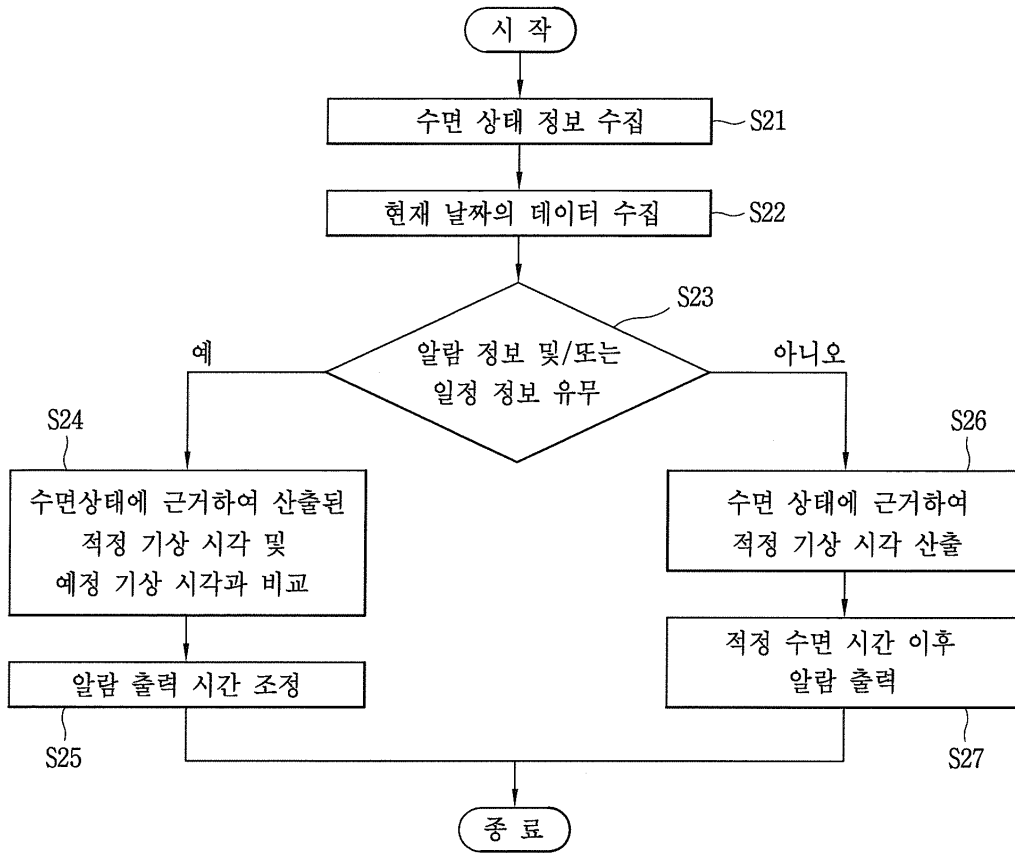 시 작
수면 상태 정보 수집
S21
현재 날짜의 데이터 수집
S22
S23
알람 정보 및/또는
일정 정보 유무
예
아니오
S24
수면상태에 근거하여 산출된
적정 기상 시각 및
예정 기상 시각과 비교
알람 출력 시간 조정
S25
S26
수면 상태에 근거하여
적정 기상 시각 산출
적정 수면 시간 이후
알람 출력
S27
종 료